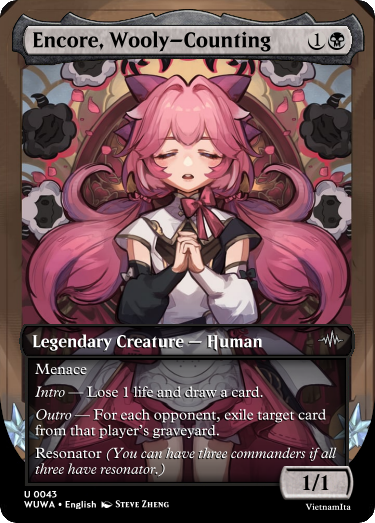 Encore, Wooly–Counting 1
Legendary Creature — Human
Menace
Intro — Lose 1 life and draw a card.
Outro — For each opponent, exile target card
from that player's graveyard.
Resonator (You can have three commanders if all
three have resonator.)
1/1
U 0043
WUWA • English Steve Zheng
VietnamIta